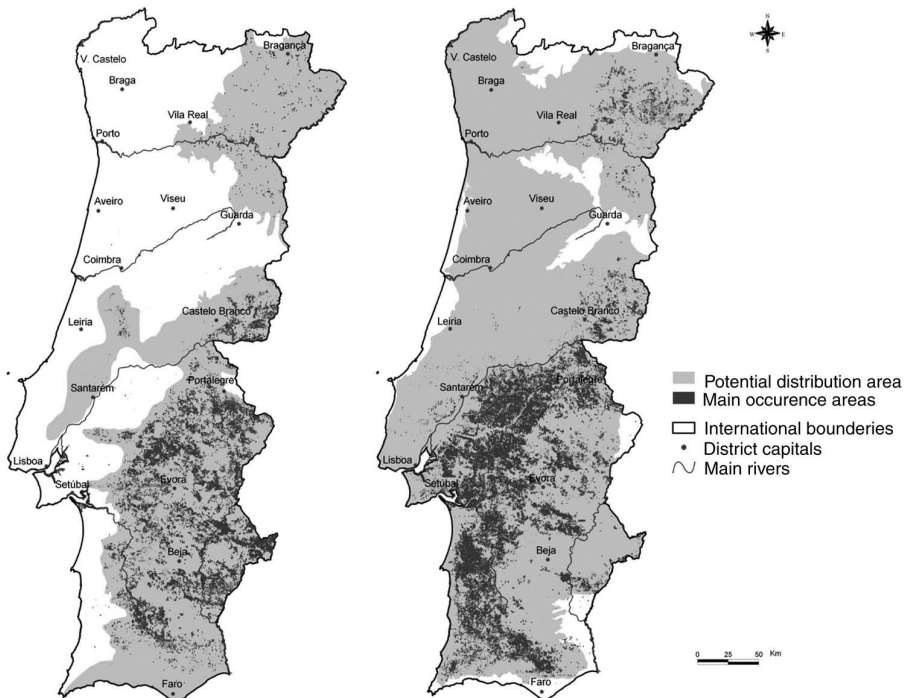 V. Castelo
Bragança
Braga
Vila Real
Porto
Aveiro
Viseu
Guarda
Coimbra
Castelo Branco
Leiria
Santarém
Portalegre
Lisboa
Setúbal
Évora
Beja
Faro
V. Castelo
Bragança
Braga
Vila Real
Porto
Aveiro
Viseu
Guarda
Coimbra
Castelo Branco
Leiria
Santarém
Portalegre
Lisboa
Setúbal
Évora
Beja
Faro
N
W E
S
Potential distribution area
Main occurence areas
International bounderies
District capitals
Main rivers
0 25 50 Km